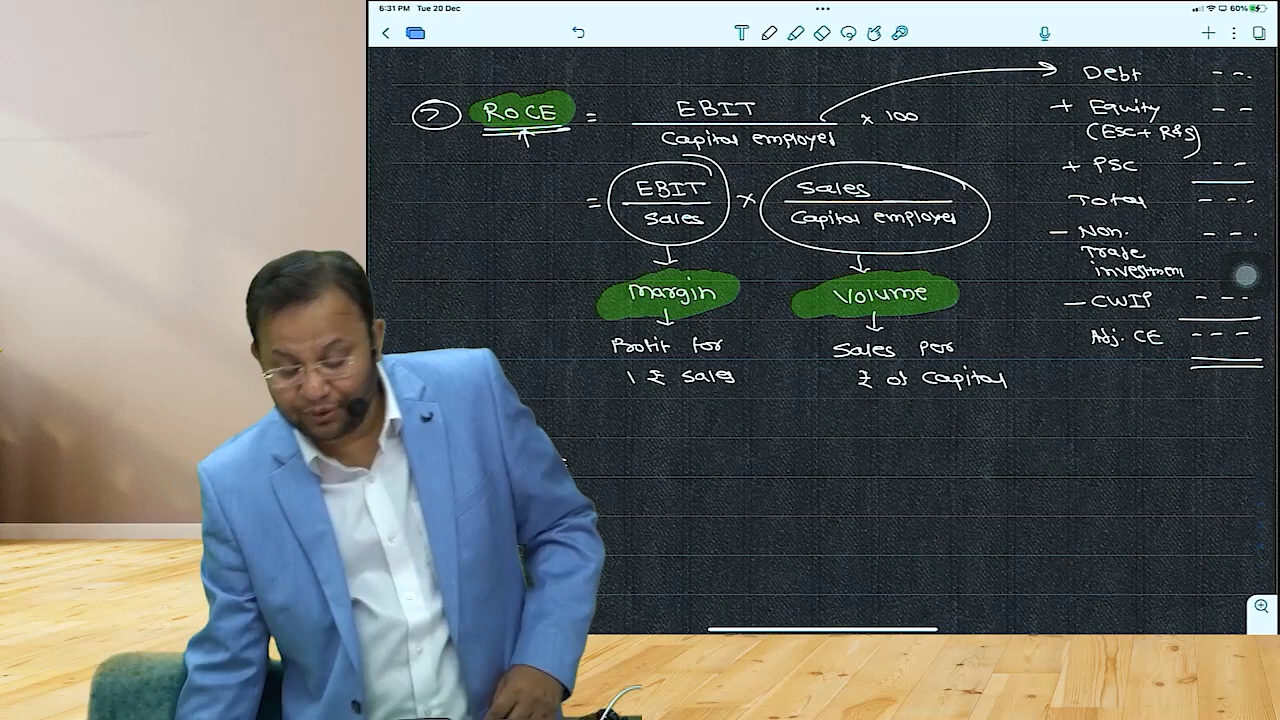 6:31 PM Tue 20 Dec
60%
7 ROCE = EBIT / Capital employed x 100
= EBIT / Sales x Sales / Capital employed
Margin
Volume
Profit for
1 ₹ Sales
Sales per
₹ of Capital
Debt ---
+ Equity --
(ESC + R&S)
+ PSC --
Total ---
- Non. ---
Trade
investment
- CWIP ---
Adj. CE ---